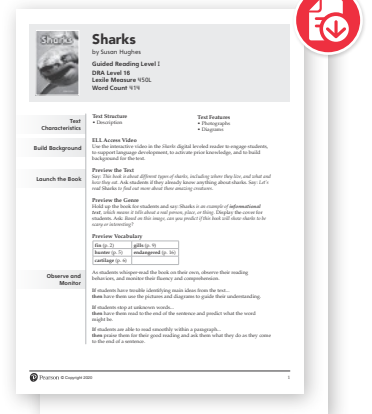 Sharks
Sharks
by Susan Hughes
Guided Reading Level I
DRA Level 16
Lexile Measure 450L
Word Count 414
Text
Characteristics
Text Structure
• Description
Text Features
• Photographs
• Diagrams
Build Background
ELL Access Video
Use the interactive video in the Sharks digital leveled reader to engage students,
to support language development, to activate prior knowledge, and to build
background for the text.
Launch the Book
Preview the Text
Say: This book is about different types of sharks, including where they live, and what and
how they eat. Ask students if they already know anything about sharks. Say: Let's
read Sharks to find out more about these amazing creatures.
Preview the Genre
Hold up the book for students and say: Sharks is an example of informational
text, which means it tells about a real person, place, or thing. Display the cover for
students. Ask: Based on this image, can you predict if this book will show sharks to be
scary or interesting?
Preview Vocabulary
fin (p. 2) gills (p. 9)
hunter (p. 5) endangered (p. 16)
cartilage (p. 6)
Observe and
Monitor
As students whisper-read the book on their own, observe their reading
behaviors, and monitor their fluency and comprehension.
If students have trouble identifying main ideas from the text...
then have them use the pictures and diagrams to guide their understanding.
If students stop at unknown words...
then have them read to the end of the sentence and predict what the word
might be.
If students are able to read smoothly within a paragraph...
then praise them for their good reading and ask them what they do as they come
to the end of a sentence.
Pearson © Copyright 2020
1